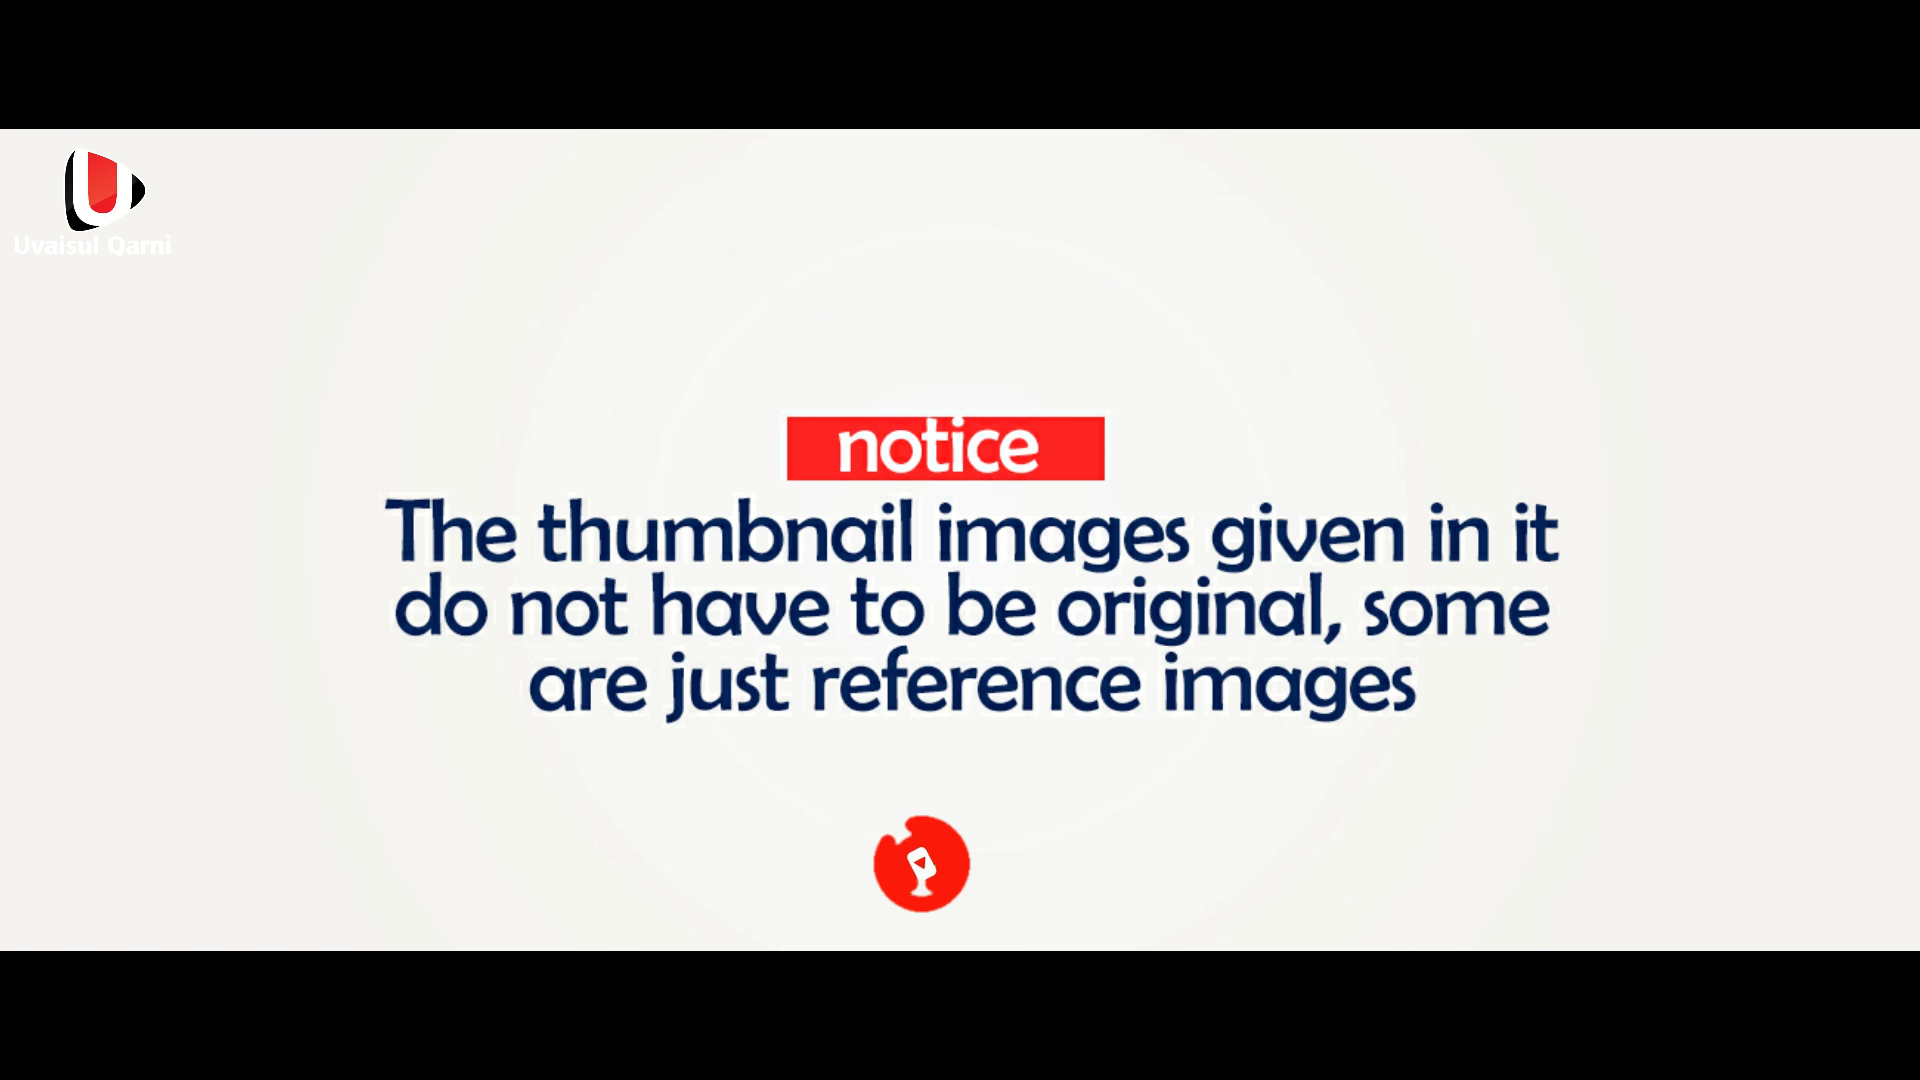 Uvaisul Qarni
notice
The thumbnail images given in it
do not have to be original, some
are just reference images